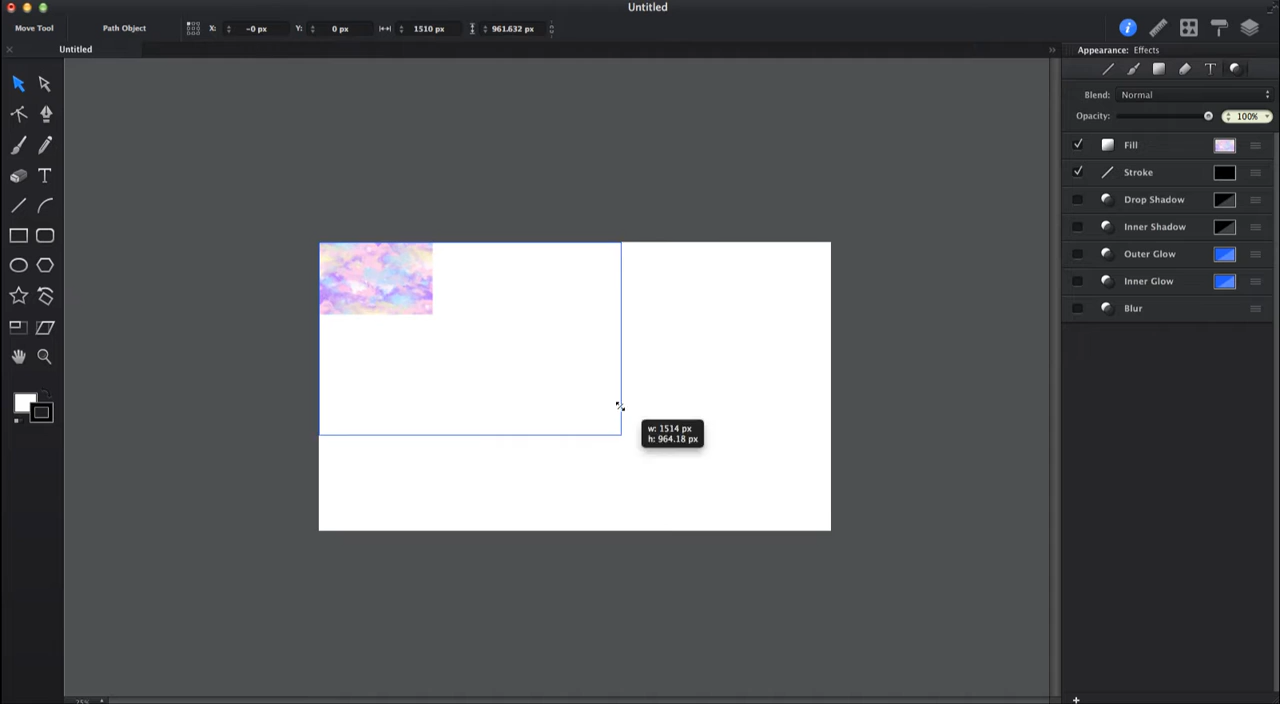 Untitled
Move Tool
Path Object
X:
-0 px
Y:
0 px
1510 px
961.632 px
Untitled
Appearance: Effects
T
Blend:
Normal
Opacity:
100%
Fill
Stroke
Drop Shadow
Inner Shadow
Outer Glow
Inner Glow
Blur
T
w: 1514 px
h: 964.18 px